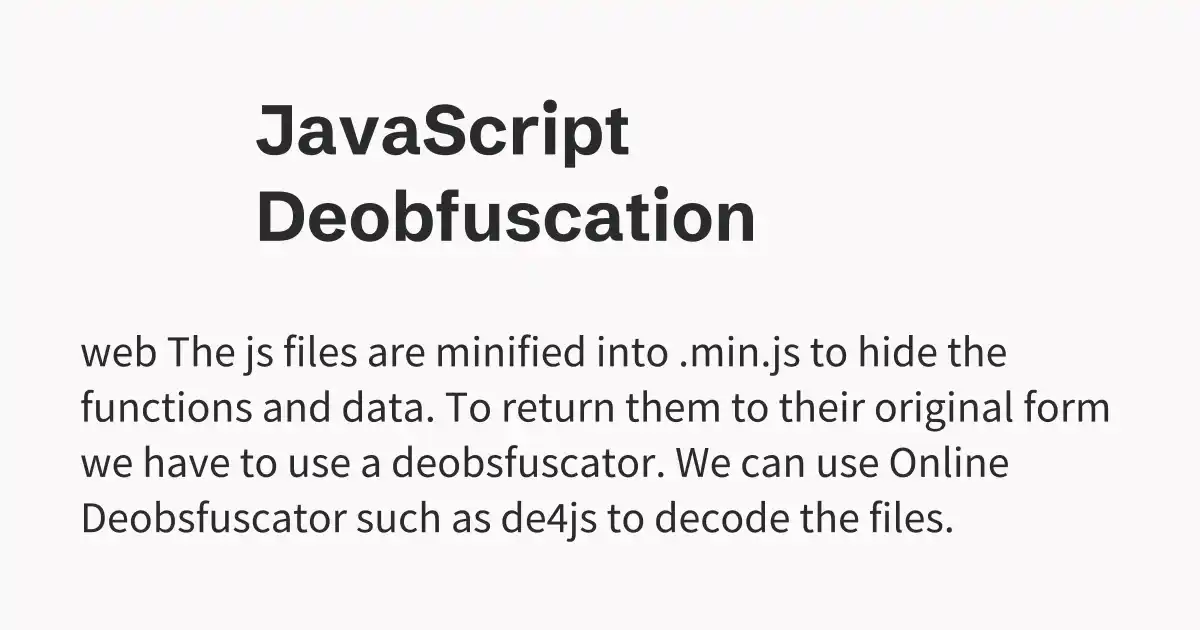 JavaScript
Deobfuscation
web The js files are minified into .min.js to hide the
functions and data. To return them to their original form
we have to use a deobsfuscator. We can use Online
Deobsfuscator such as de4js to decode the files.